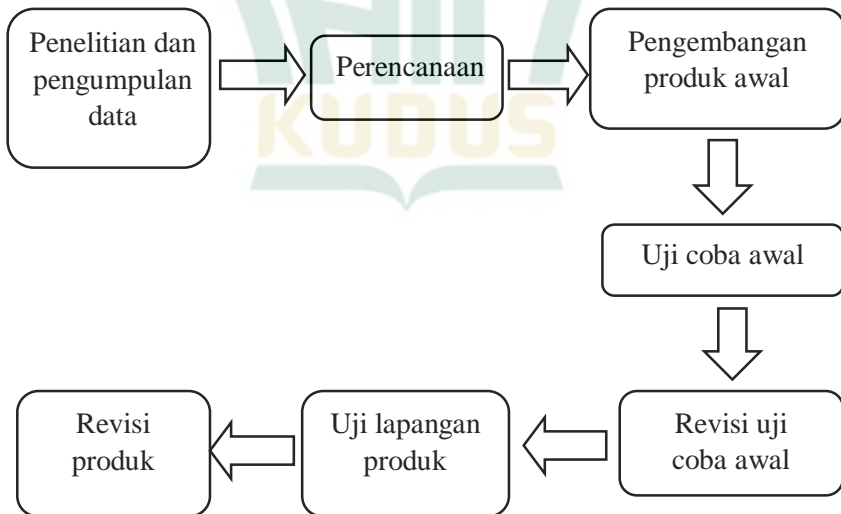 Penelitian dan
pengumpulan
data
Perencanaan
Pengembangan
produk awal
KUDUS
Uji coba awal
Revisi uji
coba awal
Uji lapangan
produk
Revisi
produk